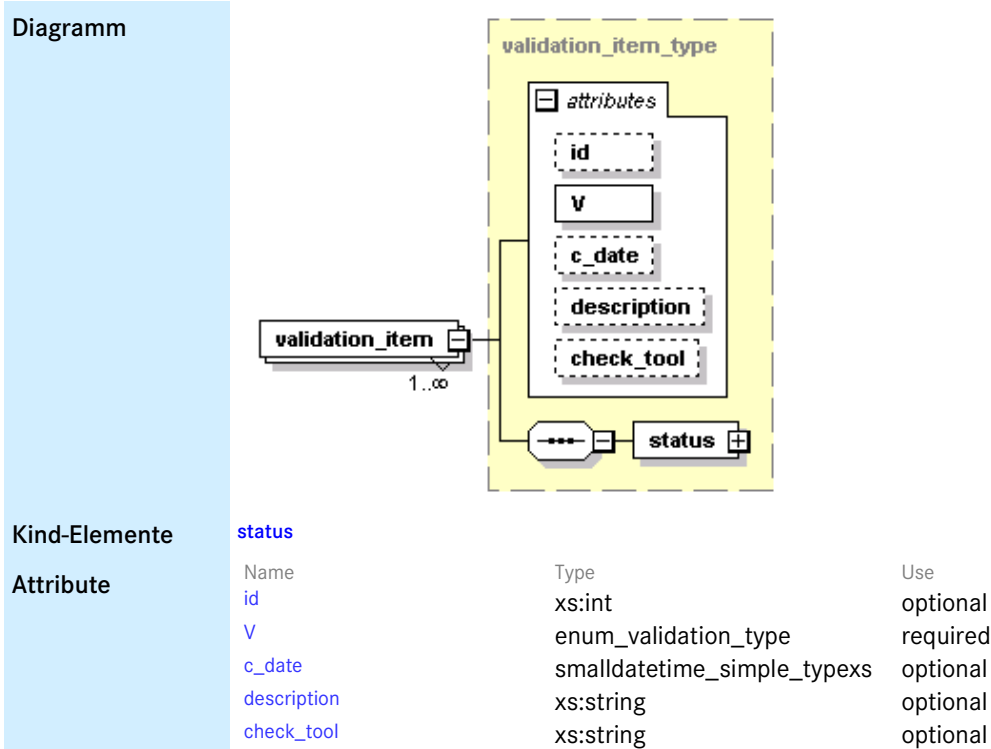 Diagramm
validation_item_type
attributes
id
V
c_date
description
check_tool
validation_item
1..∞
status
Kind-Elemente status
Attribute
Name Type Use
id xs:int optional
V enum_validation_type required
c_date smalldatetime_simple_typexs optional
description xs:string optional
check_tool xs:string optional